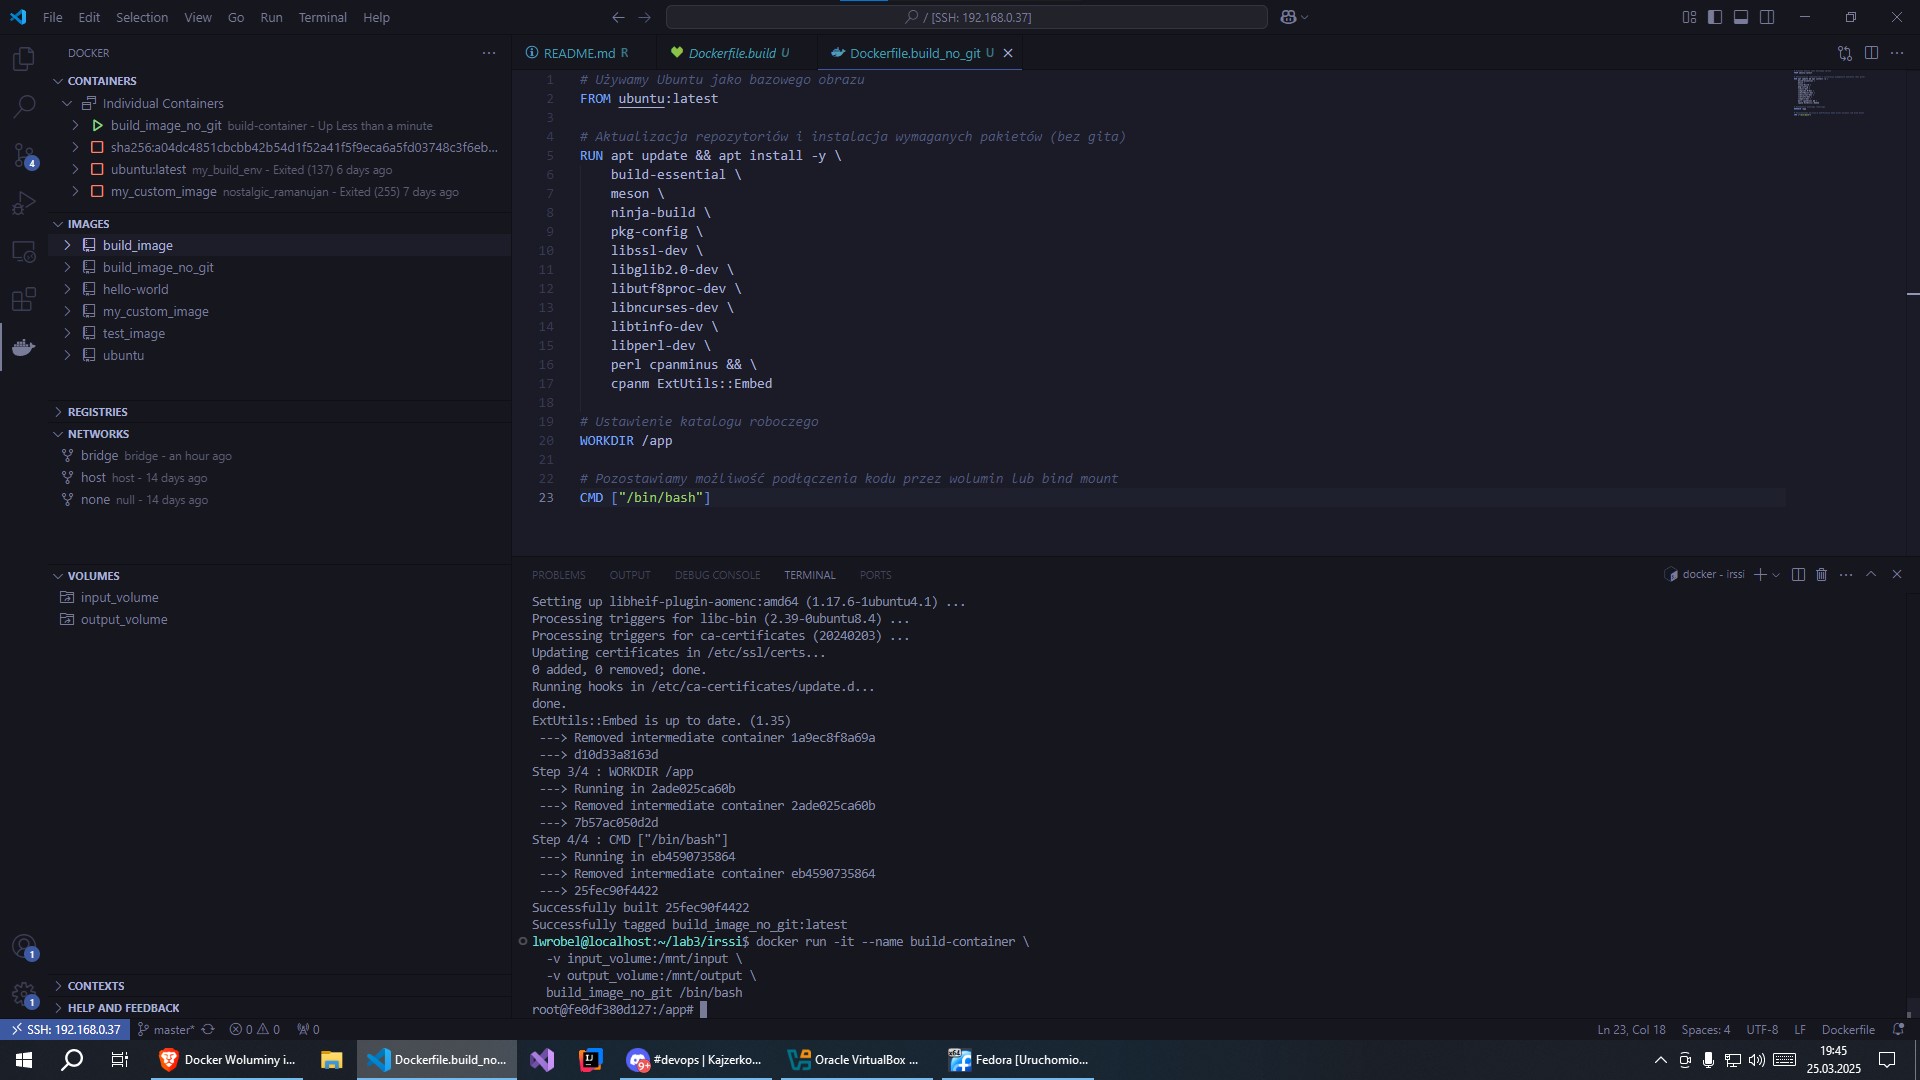 File Edit Selection View Go Run Terminal Help
/ [SSH: 192.168.0.37]
DOCKER
README.md R
Dockerfile.build U
Dockerfile.build_no_git U
CONTAINERS
Individual Containers
build_image_no_git build-container - Up Less than a minute
sha256:a04dc4851cbcbb42b54d1f52a41f5f9eca6a5fd03748c3f6eb...
ubuntu:latest my_build_env - Exited (137) 6 days ago
my_custom_image nostalgic_ramanujan - Exited (255) 7 days ago
IMAGES
build_image
build_image_no_git
hello-world
my_custom_image
test_image
ubuntu
REGISTRIES
NETWORKS
bridge bridge - an hour ago
host host - 14 days ago
none null - 14 days ago
VOLUMES
input_volume
output_volume
CONTEXTS
HELP AND FEEDBACK
4
1
1
1 # Używamy Ubuntu jako bazowego obrazu
2 FROM ubuntu:latest
3
4 # Aktualizacja repozytoriów i instalacja wymaganych pakietów (bez gita)
5 RUN apt update && apt install -y \
6 build-essential \
7 meson \
8 ninja-build \
9 pkg-config \
10 libssl-dev \
11 libglib2.0-dev \
12 libutf8proc-dev \
13 libncurses-dev \
14 libtinfo-dev \
15 libperl-dev \
16 perl cpanminus && \
17 cpanm ExtUtils::Embed
18
19 # Ustawienie katalogu roboczego
20 WORKDIR /app
21
22 # Pozostawiamy możliwość podłączenia kodu przez wolumin lub bind mount
23 CMD ["/bin/bash"]
PROBLEMS OUTPUT DEBUG CONSOLE TERMINAL PORTS
docker - irssi
Setting up libheif-plugin-aomenc:amd64 (1.17.6-1ubuntu4.1) ...
Processing triggers for libc-bin (2.39-0ubuntu8.4) ...
Processing triggers for ca-certificates (20240203) ...
Updating certificates in /etc/ssl/certs...
0 added, 0 removed; done.
Running hooks in /etc/ca-certificates/update.d...
done.
ExtUtils::Embed is up to date. (1.35)
---> Removed intermediate container 1a9ec8f8a69a
---> d10d33a8163d
Step 3/4 : WORKDIR /app
---> Running in 2ade025ca60b
---> Removed intermediate container 2ade025ca60b
---> 7b57ac050d2d
Step 4/4 : CMD ["/bin/bash"]
---> Running in eb4590735864
---> Removed intermediate container eb4590735864
---> 25fec90f4422
Successfully built 25fec90f4422
Successfully tagged build_image_no_git:latest
lwrobel@localhost:~/lab3/irssi$ docker run -it --name build-container \
-v input_volume:/mnt/input \
-v output_volume:/mnt/output \
build_image_no_git /bin/bash
root@fe0df380d127:/app#
SSH: 192.168.0.37 master* 0 0 0
Ln 23, Col 18 Spaces: 4 UTF-8 LF Dockerfile
Docker Woluminy i...
Dockerfile.build_no...
#devops | Kajzerko...
Oracle VirtualBox ...
Fedora [Uruchomio...
19:45
25.03.2025